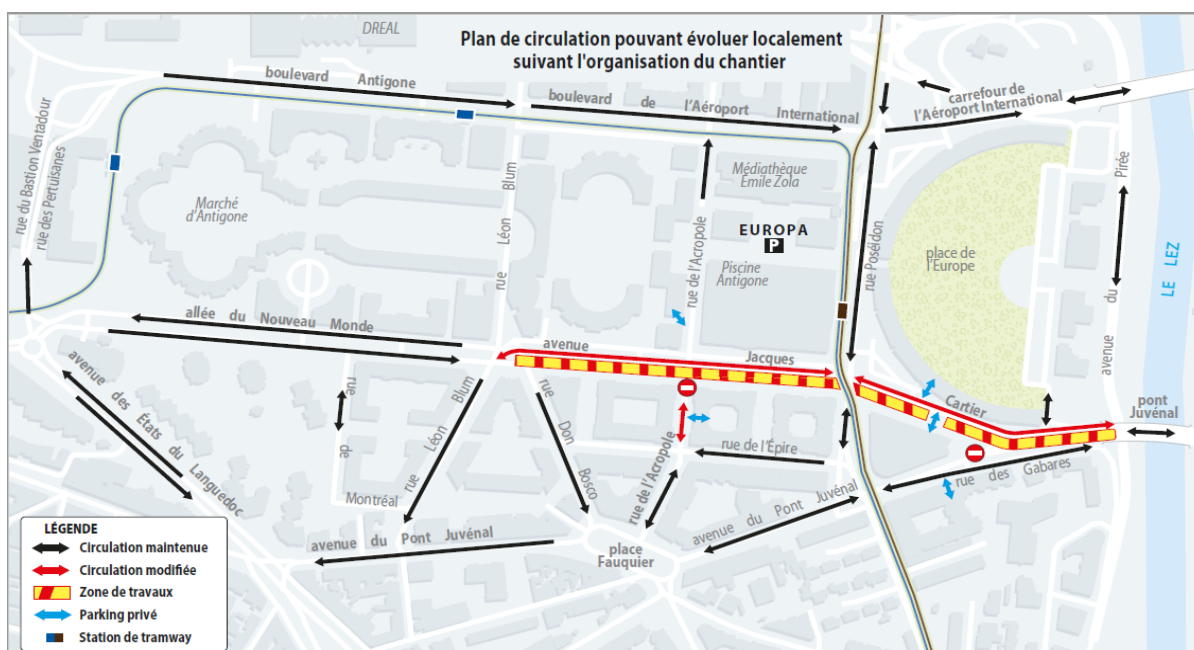 DREAL
Plan de circulation pouvant évoluer localement
suivant l'organisation du chantier
boulevard Antigone
boulevard de l'Aéroport International
carrefour de
l'Aéroport International
rue du Bastion Ventadour
rue des Pertuisanes
Marché
d'Antigone
rue Léon Blum
rue de l'Acropole
Médiathèque
Emile Zola
EUROPA
P
Piscine
Antigone
rue Poséidon
place de
l'Europe
avenue du Pirée
LE LEZ
allée du Nouveau Monde
avenue Jacques Cartier
pont
Juvénal
avenue des États du Languedoc
rue de
Montréal
rue Léon Blum
rue Don Bosco
rue de l'Acropole
rue de l'Épire
rue des Gabares
avenue du Pont Juvénal
avenue du Pont Juvénal
place
Fauquier
LÉGENDE
Circulation maintenue
Circulation modifiée
Zone de travaux
Parking privé
Station de tramway